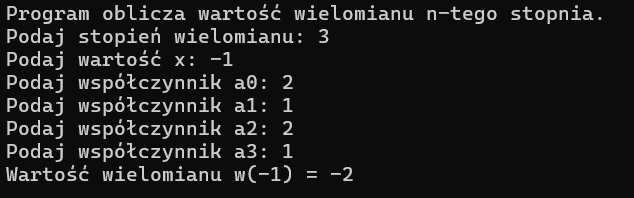 Program oblicza wartość wielomianu n-tego stopnia.
Podaj stopień wielomianu: 3
Podaj wartość x: -1
Podaj współczynnik a0: 2
Podaj współczynnik a1: 1
Podaj współczynnik a2: 2
Podaj współczynnik a3: 1
Wartość wielomianu w(-1) = -2